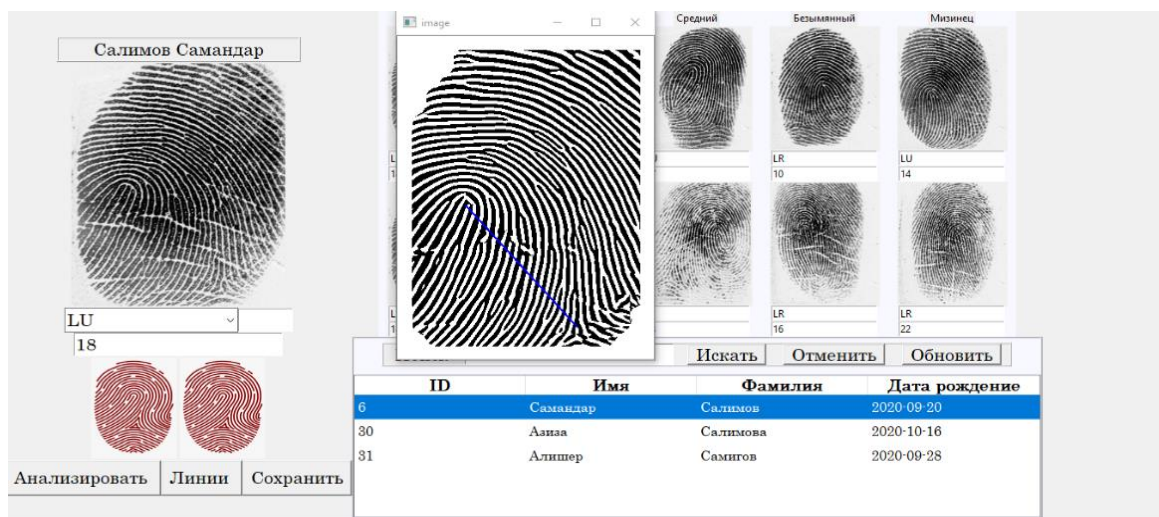 image
Средний Безымянный Мизинец
Салимов Самандар
LR LU
10 14
LU
18
LR LR
16 22
Искать Отменить Обновить
ID Имя Фамилия Дата рождение
6 Самандар Салимов 2020-09-20
30 Азиза Салимова 2020-10-16
31 Алишер Самигов 2020-09-28
Анализировать Линии Сохранить